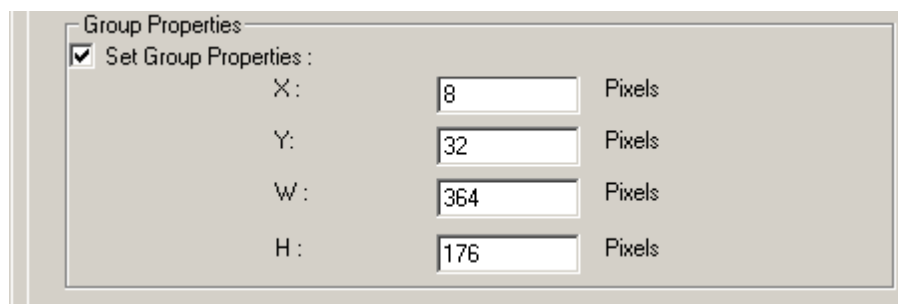 Group Properties
Set Group Properties :
X : 8 Pixels
Y: 32 Pixels
W : 364 Pixels
H : 176 Pixels